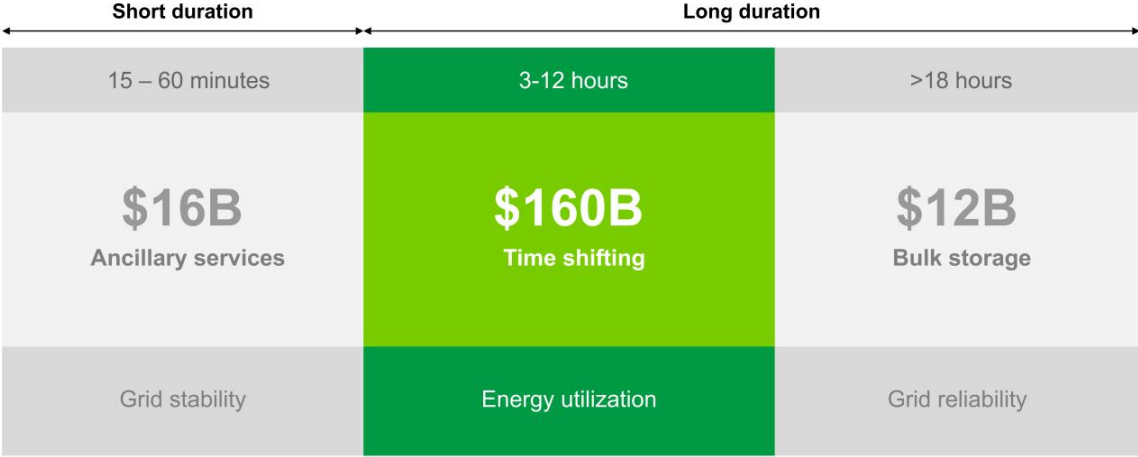 Short duration
Long duration
15 – 60 minutes
3-12 hours
>18 hours
$16B
$160B
$12B
Ancillary services
Time shifting
Bulk storage
Grid stability
Energy utilization
Grid reliability